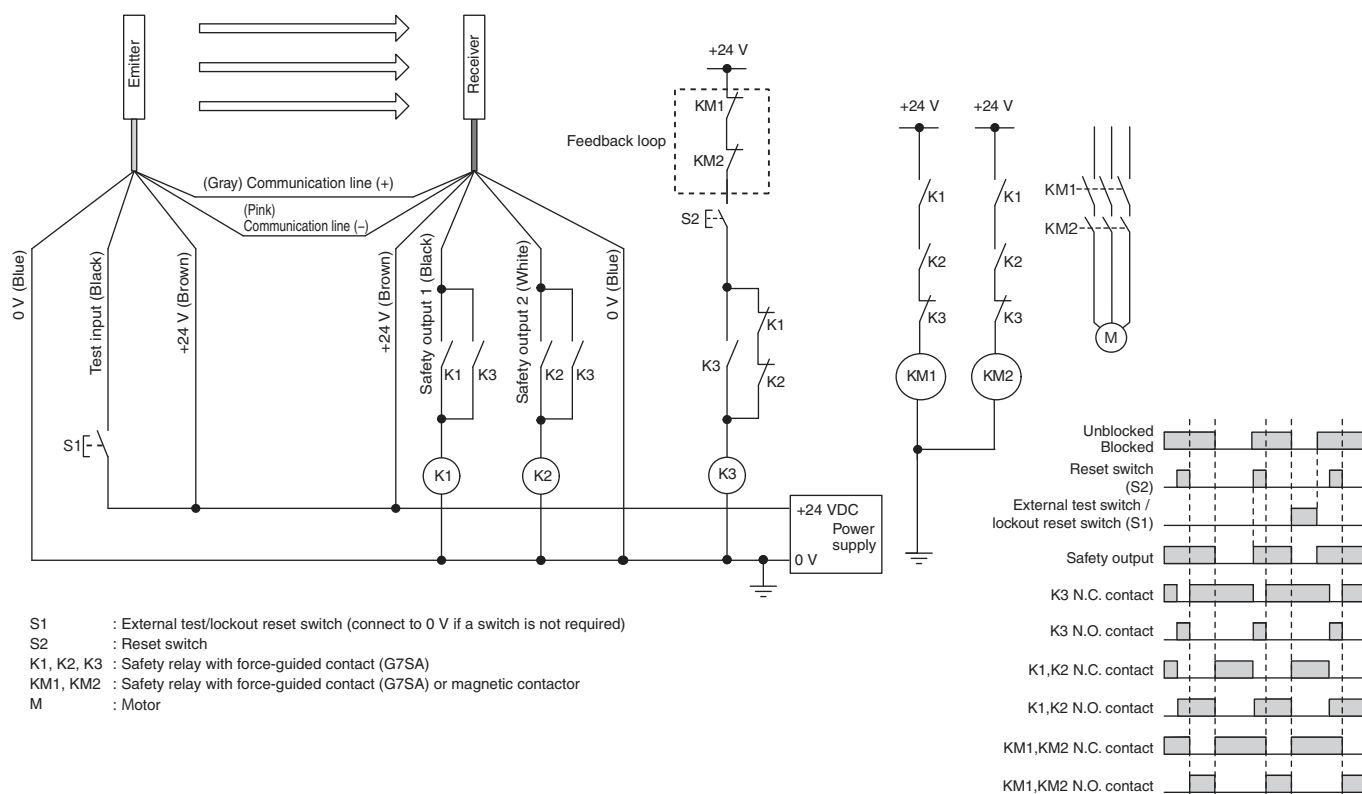 Emitter
Receiver
+24 V
KM1
Feedback loop
KM2
+24 V
+24 V
(Gray) Communication line (+)
(Pink)
Communication line (−)
S2
K1
K1
KM1
KM2
K2
K2
K3
K3
M
0 V (Blue)
Test input (Black)
+24 V (Brown)
+24 V (Brown)
Safety output 1 (Black)
Safety output 2 (White)
0 V (Blue)
K1
K3
K2
K3
K3
K1
K2
KM1
KM2
S1
K1
K2
K3
+24 VDC
Power
supply
0 V
Unblocked
Blocked
Reset switch
(S2)
External test switch /
lockout reset switch (S1)
Safety output
K3 N.C. contact
K3 N.O. contact
K1,K2 N.C. contact
K1,K2 N.O. contact
KM1,KM2 N.C. contact
KM1,KM2 N.O. contact
S1 : External test/lockout reset switch (connect to 0 V if a switch is not required)
S2 : Reset switch
K1, K2, K3 : Safety relay with force-guided contact (G7SA)
KM1, KM2 : Safety relay with force-guided contact (G7SA) or magnetic contactor
M : Motor